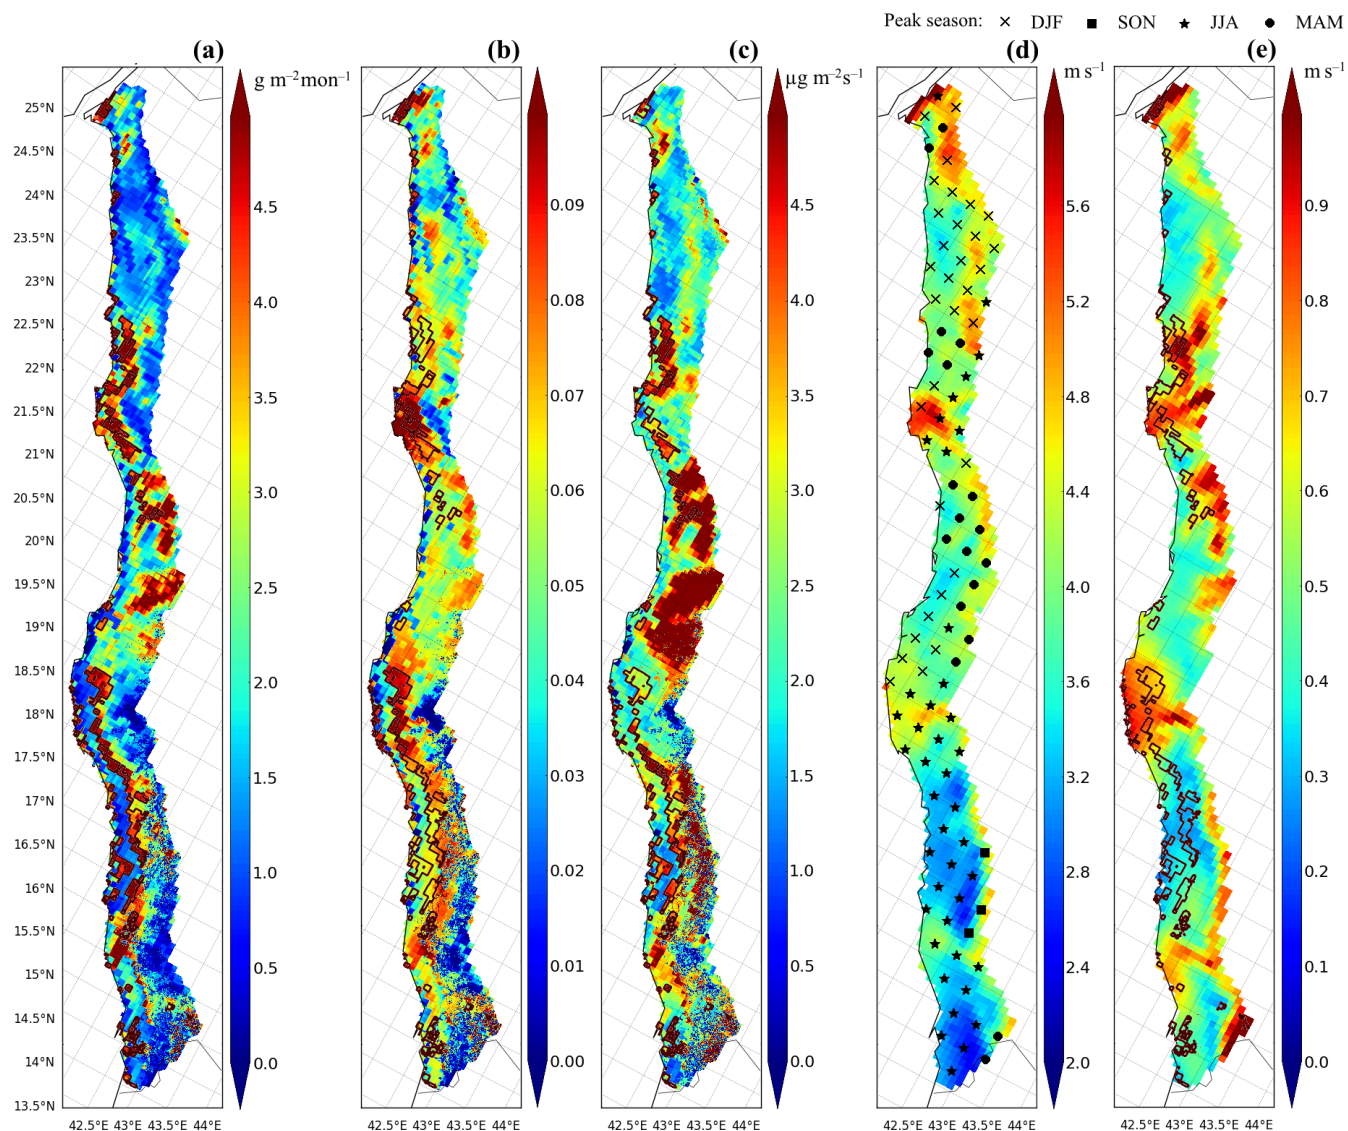 Peak season: × DJF ■ SON ★ JJA ● MAM
(a) (b) (c) (d) (e)
g m⁻²mon⁻¹ µg m⁻²s⁻¹ m s⁻¹ m s⁻¹
25°N
24.5°N
24°N
23.5°N
23°N
22.5°N
22°N
21.5°N
21°N
20.5°N
20°N
19.5°N
19°N
18.5°N
18°N
17.5°N
17°N
16.5°N
16°N
15.5°N
15°N
14.5°N
14°N
13.5°N
4.5
4.0
3.5
3.0
2.5
2.0
1.5
1.0
0.5
0.0
0.09
0.08
0.07
0.06
0.05
0.04
0.03
0.02
0.01
0.00
4.5
4.0
3.5
3.0
2.5
2.0
1.5
1.0
0.5
0.0
5.6
5.2
4.8
4.4
4.0
3.6
3.2
2.8
2.4
2.0
0.9
0.8
0.7
0.6
0.5
0.4
0.3
0.2
0.1
0.0
42.5°E 43°E 43.5°E 44°E 42.5°E 43°E 43.5°E 44°E 42.5°E 43°E 43.5°E 44°E 42.5°E 43°E 43.5°E 44°E 42.5°E 43°E 43.5°E 44°E